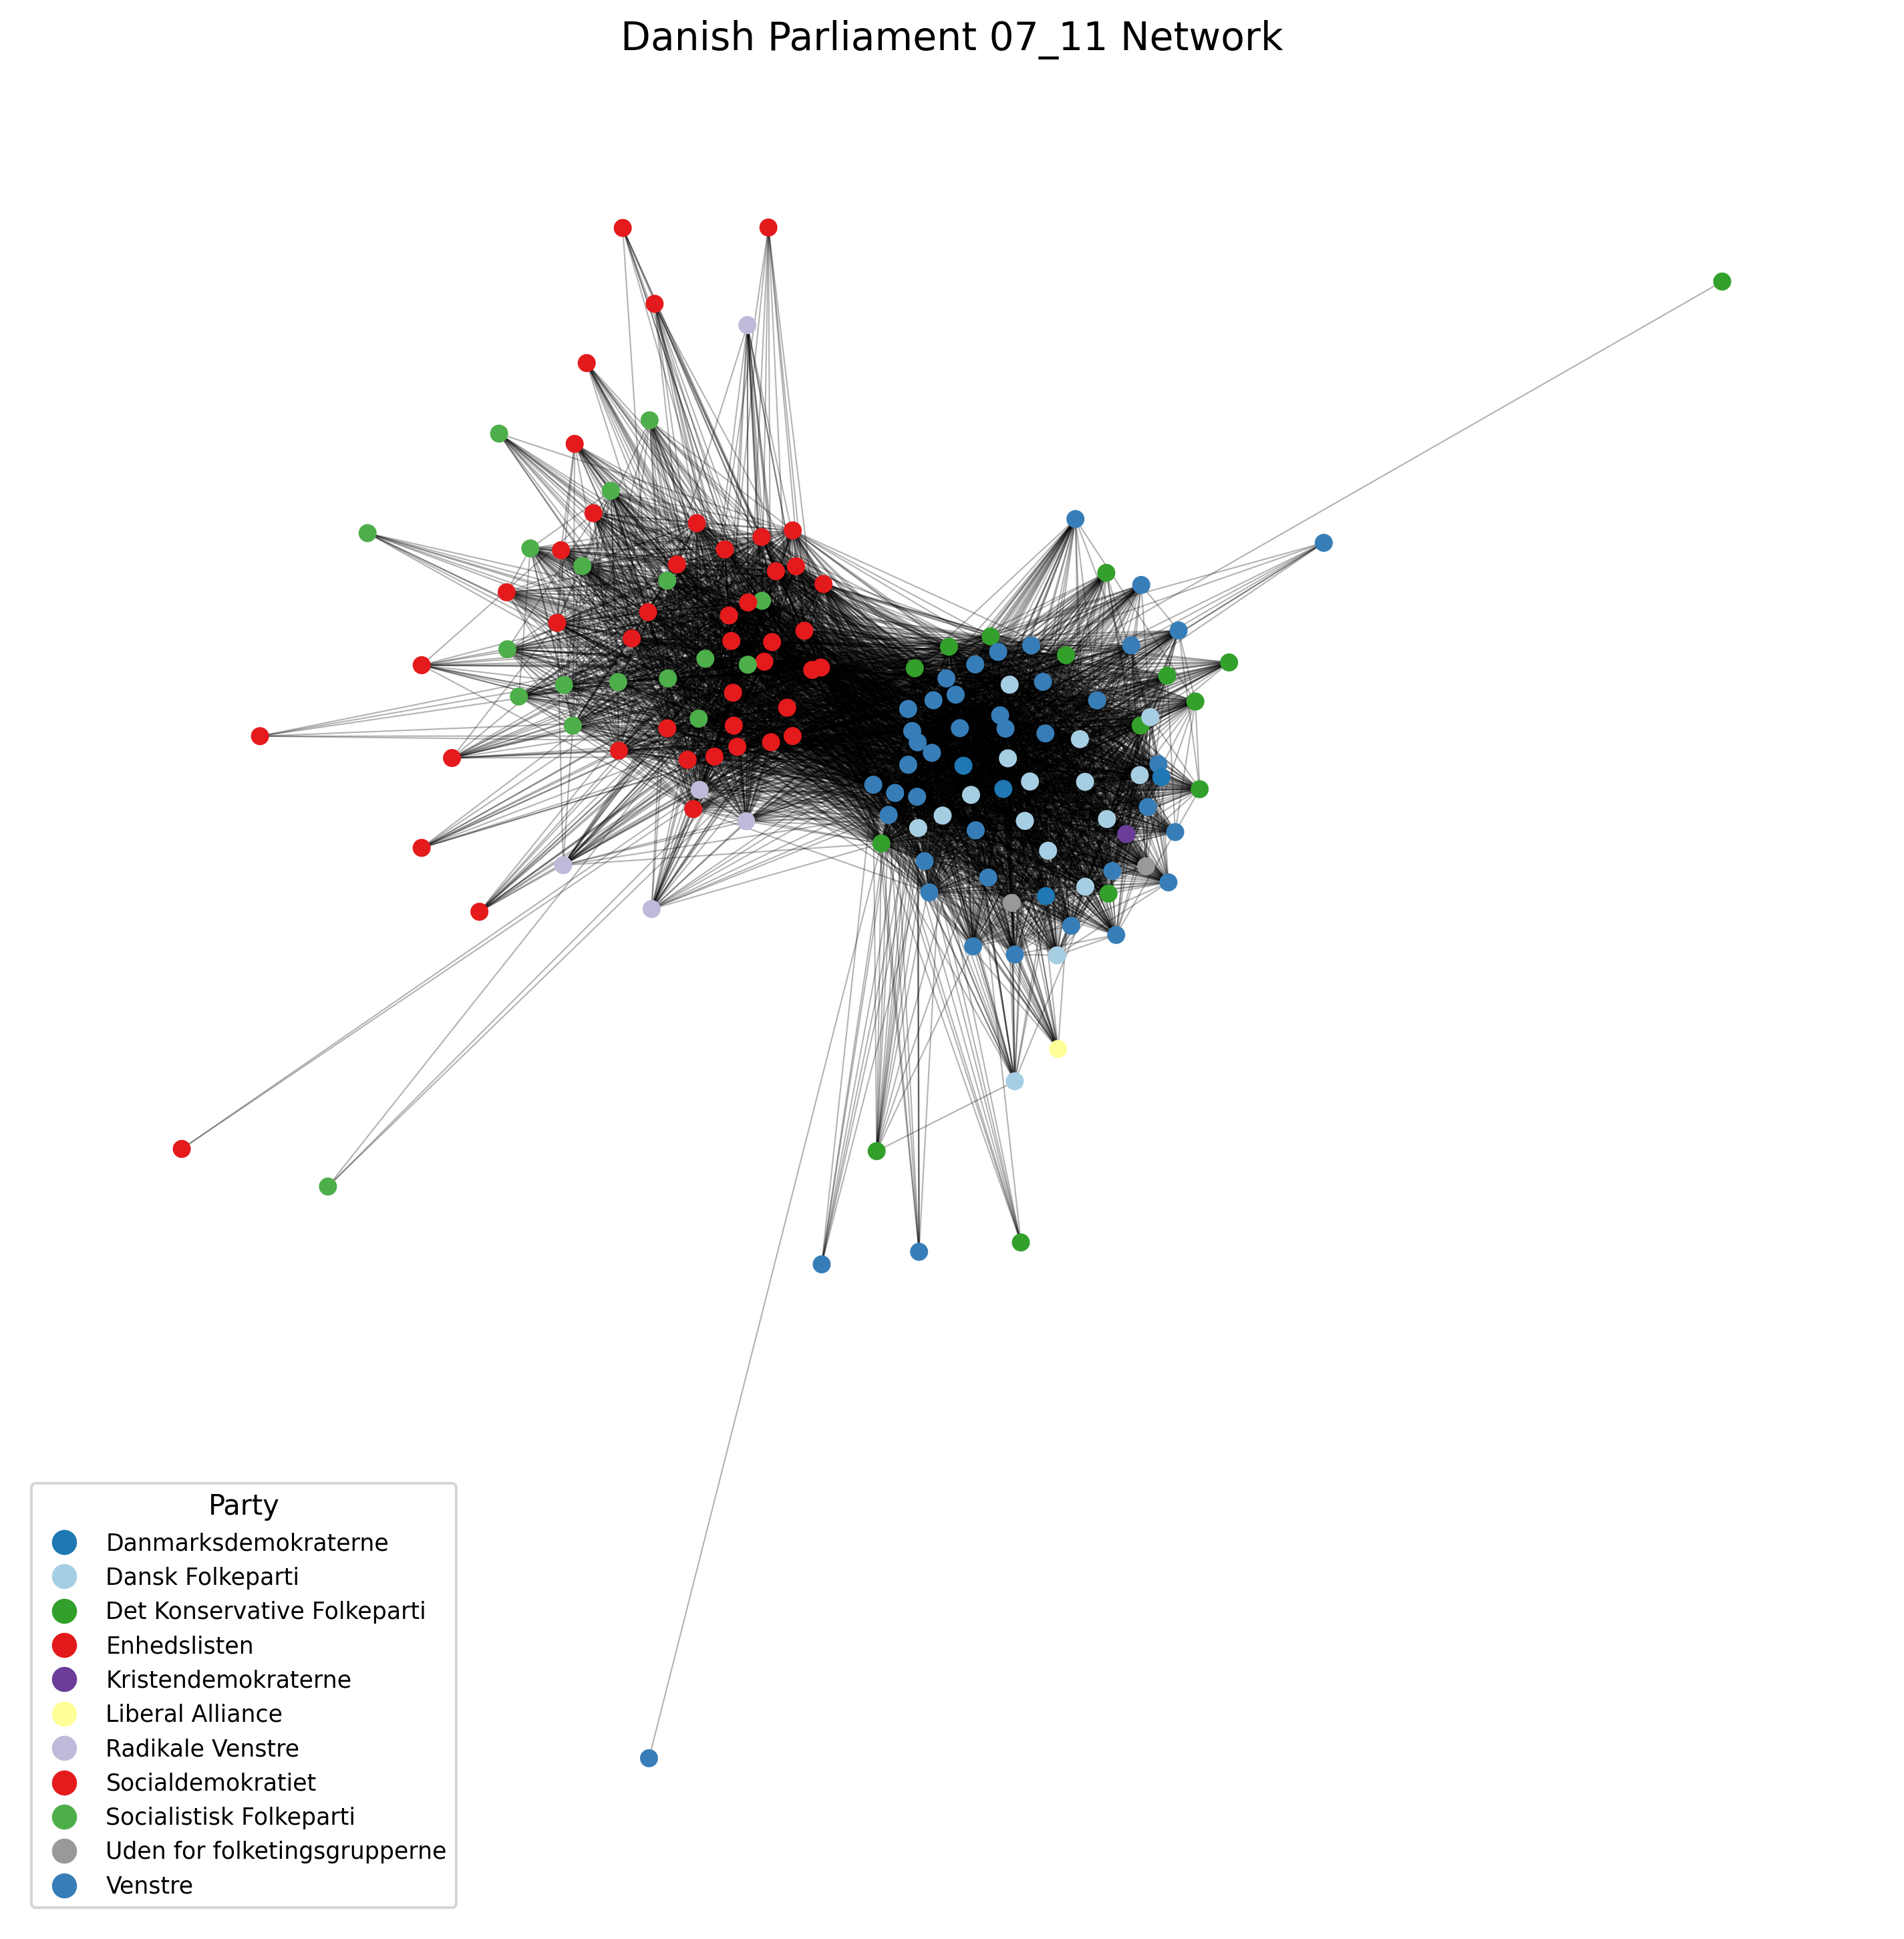 Danish Parliament 07_11 Network
Party
Danmarksdemokraterne
Dansk Folkeparti
Det Konservative Folkeparti
Enhedslisten
Kristendemokraterne
Liberal Alliance
Radikale Venstre
Socialdemokratiet
Socialistisk Folkeparti
Uden for folketingsgrupperne
Venstre